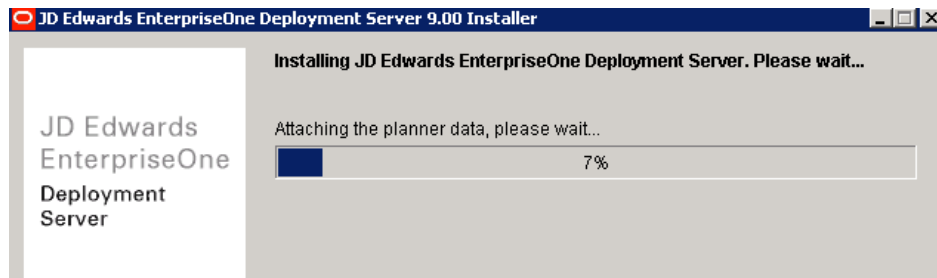 JD Edwards EnterpriseOne Deployment Server 9.00 Installer
Installing JD Edwards EnterpriseOne Deployment Server. Please wait...
JD Edwards
EnterpriseOne
Deployment
Server
Attaching the planner data, please wait...
7%